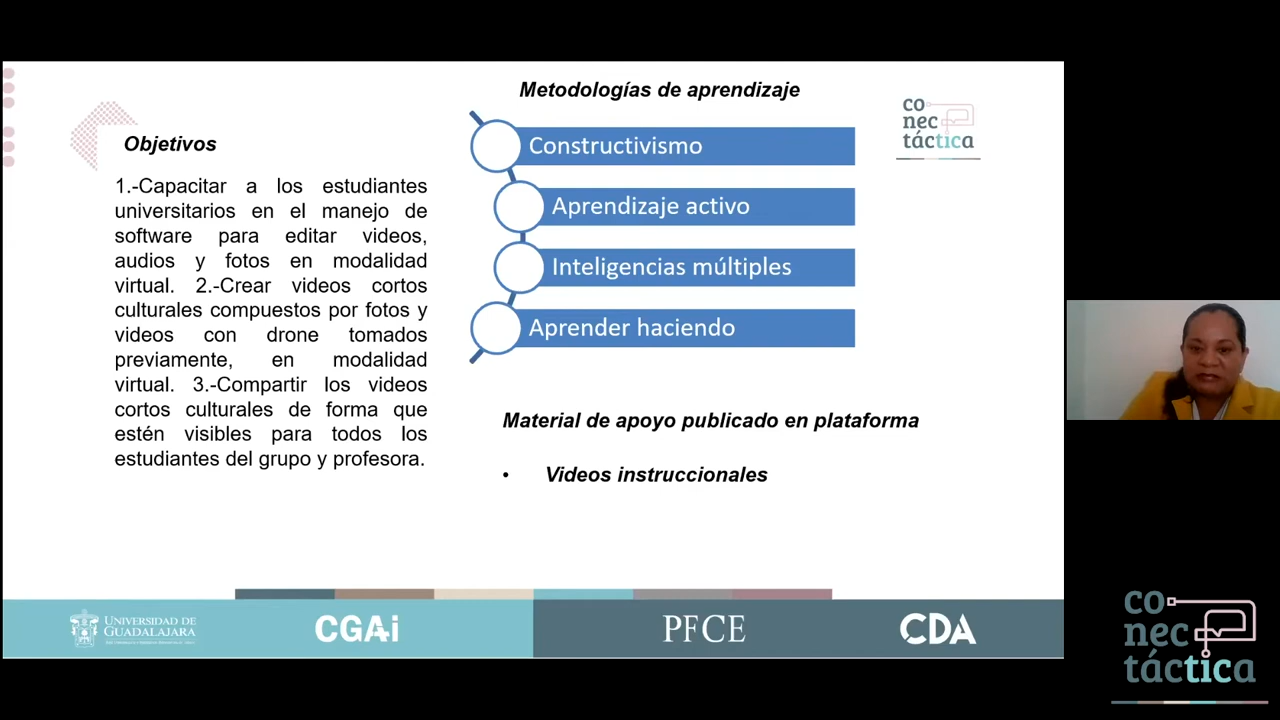 Objetivos
1.-Capacitar a los estudiantes
universitarios en el manejo de
software para editar videos,
audios y fotos en modalidad
virtual. 2.-Crear videos cortos
culturales compuestos por fotos y
videos con drone tomados
previamente, en modalidad
virtual. 3.-Compartir los videos
cortos culturales de forma que
estén visibles para todos los
estudiantes del grupo y profesora.
Metodologías de aprendizaje
Constructivismo
Aprendizaje activo
Inteligencias múltiples
Aprender haciendo
Material de apoyo publicado en plataforma
• Videos instruccionales
co
nec
táctica
UNIVERSIDAD DE
GUADALAJARA
CGAi
PFCE
CDA
co
nec
táctica